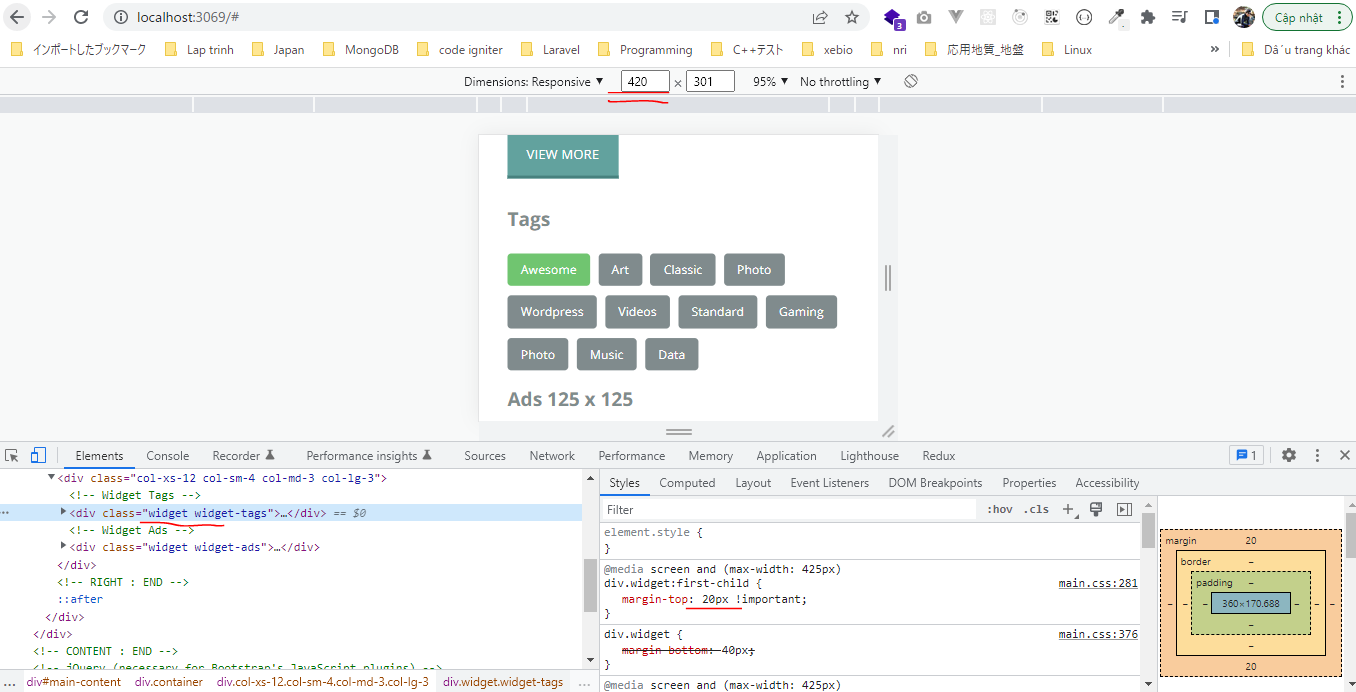 localhost:3069/#
3
Cập nhật
インポートしたブックマーク Lap trinh Japan MongoDB code igniter Laravel Programming C++テスト xebio nri 応用地質_地盤 Linux » Dấu trang khác
Dimensions: Responsive ▼ 420 × 301 95% ▼ No throttling ▼
VIEW MORE
Tags
Awesome Art Classic Photo
Wordpress Videos Standard Gaming
Photo Music Data
Ads 125 x 125
Elements Console Recorder Performance insights Sources Network Performance Memory Application Lighthouse Redux 1
<div class="col-xs-12 col-sm-4 col-md-3 col-lg-3">
<!-- Widget Tags -->
<div class="widget widget-tags">…</div> == $0
<!-- Widget Ads -->
<div class="widget widget-ads">…</div>
</div>
<!-- RIGHT : END -->
::after
</div>
</div>
<!-- CONTENT : END -->
<!-- jQuery (necessary for Bootstrap's JavaScript plugins) -->
… div#main-content div.container div.col-xs-12.col-sm-4.col-md-3.col-lg-3 div.widget.widget-tags …
Styles Computed Layout Event Listeners DOM Breakpoints Properties Accessibility
Filter :hov .cls +
element.style {
}
@media screen and (max-width: 425px)
div.widget:first-child { main.css:281
margin-top: 20px !important;
}
div.widget { main.css:376
margin-bottom: 40px;
}
@media screen and (max-width: 425px)
margin 20
border –
padding –
– – – 360×170.688 – – –
–
–
20